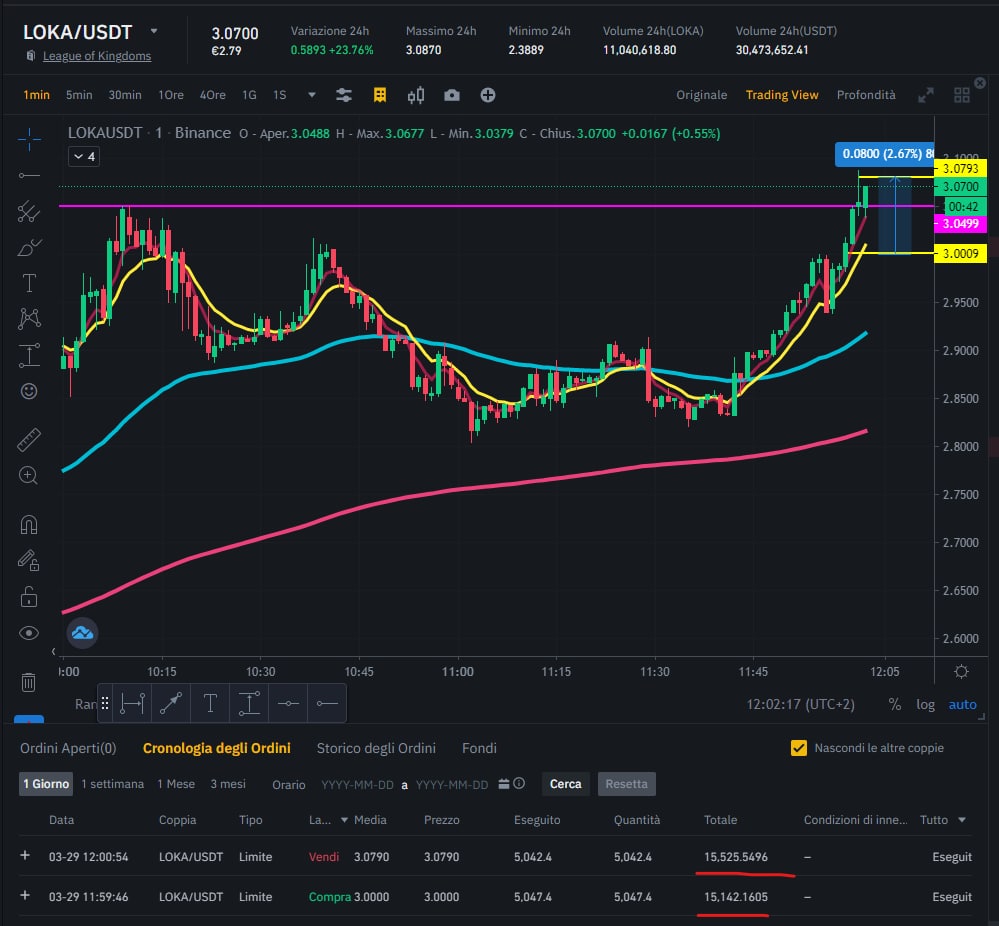 LOKA/USDT
League of Kingdoms
3.0700
€2.79
Variazione 24h
0.5893 +23.76%
Massimo 24h
3.0870
Minimo 24h
2.3889
Volume 24h(LOKA)
11,040,618.80
Volume 24h(USDT)
30,473,652.41
1min 5min 30min 1Ore 4Ore 1G 1S
Originale Trading View Profondità
LOKAUSDT · 1 · Binance O - Aper.3.0488 H - Max.3.0677 L - Min.3.0379 C - Chius.3.0700 +0.0167 (+0.55%)
4
0.0800 (2.67%) 80
3.1000
3.0793
3.0700
00:42
3.0499
3.0009
2.9500
2.9000
2.8500
2.8000
2.7500
2.7000
2.6500
2.6000
:00 10:15 10:30 10:45 11:00 11:15 11:30 11:45 12:05
Ran
12:02:17 (UTC+2) % log auto
Ordini Aperti(0) Cronologia degli Ordini Storico degli Ordini Fondi
Nascondi le altre coppie
1 Giorno 1 settimana 1 Mese 3 mesi Orario YYYY-MM-DD a YYYY-MM-DD Cerca Resetta
Data Coppia Tipo La... Media Prezzo Eseguito Quantità Totale Condizioni di inne... Tutto
+ 03-29 12:00:54 LOKA/USDT Limite Vendi 3.0790 3.0790 5,042.4 5,042.4 15,525.5496 – Eseguit
+ 03-29 11:59:46 LOKA/USDT Limite Compra 3.0000 3.0000 5,047.4 5,047.4 15,142.1605 – Eseguit